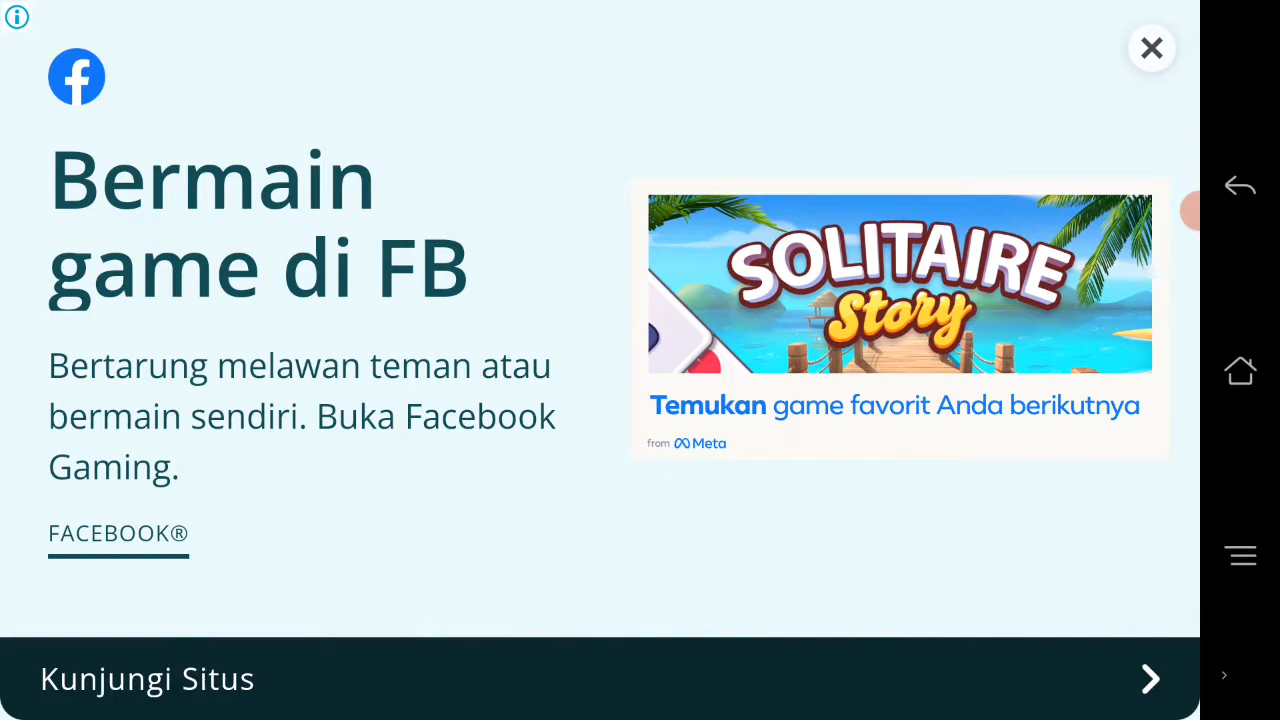 Bermain
game di FB
Bertarung melawan teman atau
bermain sendiri. Buka Facebook
Gaming.
FACEBOOK®
SOLITAIRE
Story
Temukan game favorit Anda berikutnya
from Meta
Kunjungi Situs